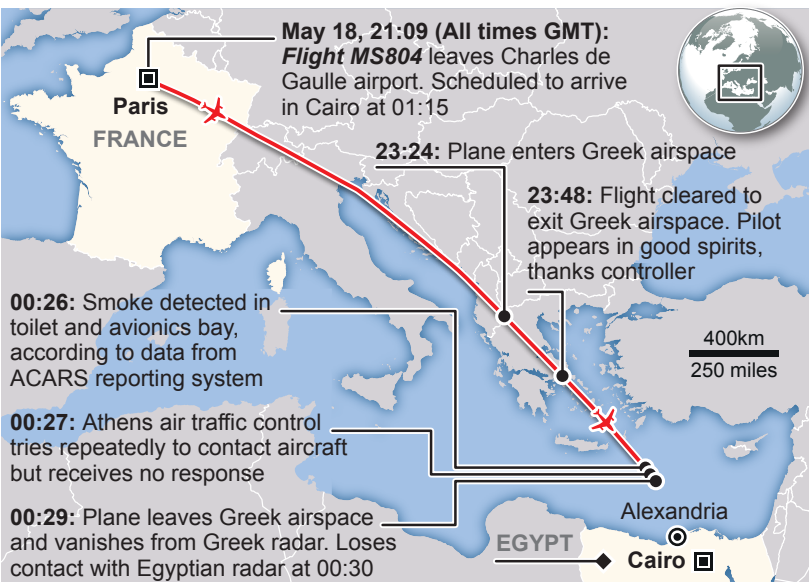 May 18, 21:09 (All times GMT):
Flight MS804 leaves Charles de
Gaulle airport. Scheduled to arrive
in Cairo at 01:15
Paris
FRANCE
23:24: Plane enters Greek airspace
23:48: Flight cleared to
exit Greek airspace. Pilot
appears in good spirits,
thanks controller
00:26: Smoke detected in
toilet and avionics bay,
according to data from
ACARS reporting system
400km
250 miles
00:27: Athens air traffic control
tries repeatedly to contact aircraft
but receives no response
00:29: Plane leaves Greek airspace
and vanishes from Greek radar. Loses
contact with Egyptian radar at 00:30
Alexandria
EGYPT
Cairo